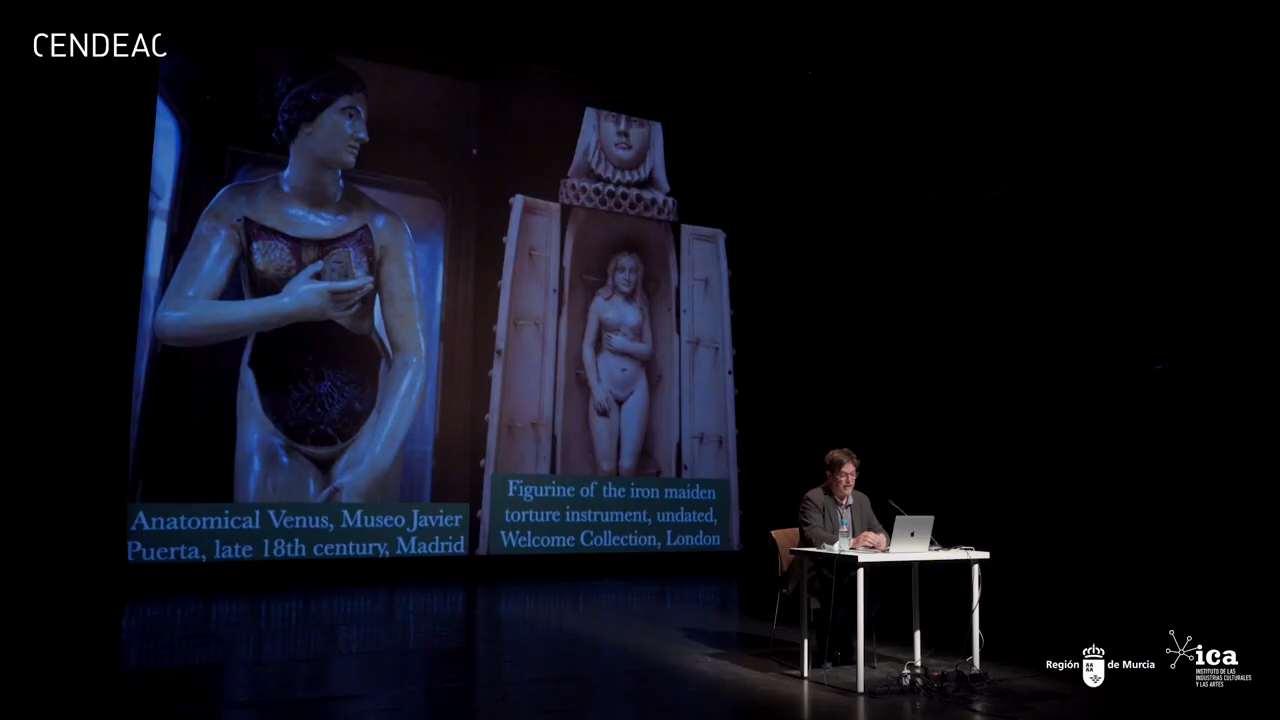 CENDEAC
Anatomical Venus, Museo Javier
Puerta, late 18th century, Madrid
Figurine of the iron maiden
torture instrument, undated,
Welcome Collection, London
Región de Murcia
ica
INSTITUTO DE LAS
INDUSTRIAS CULTURALES
Y LAS ARTES